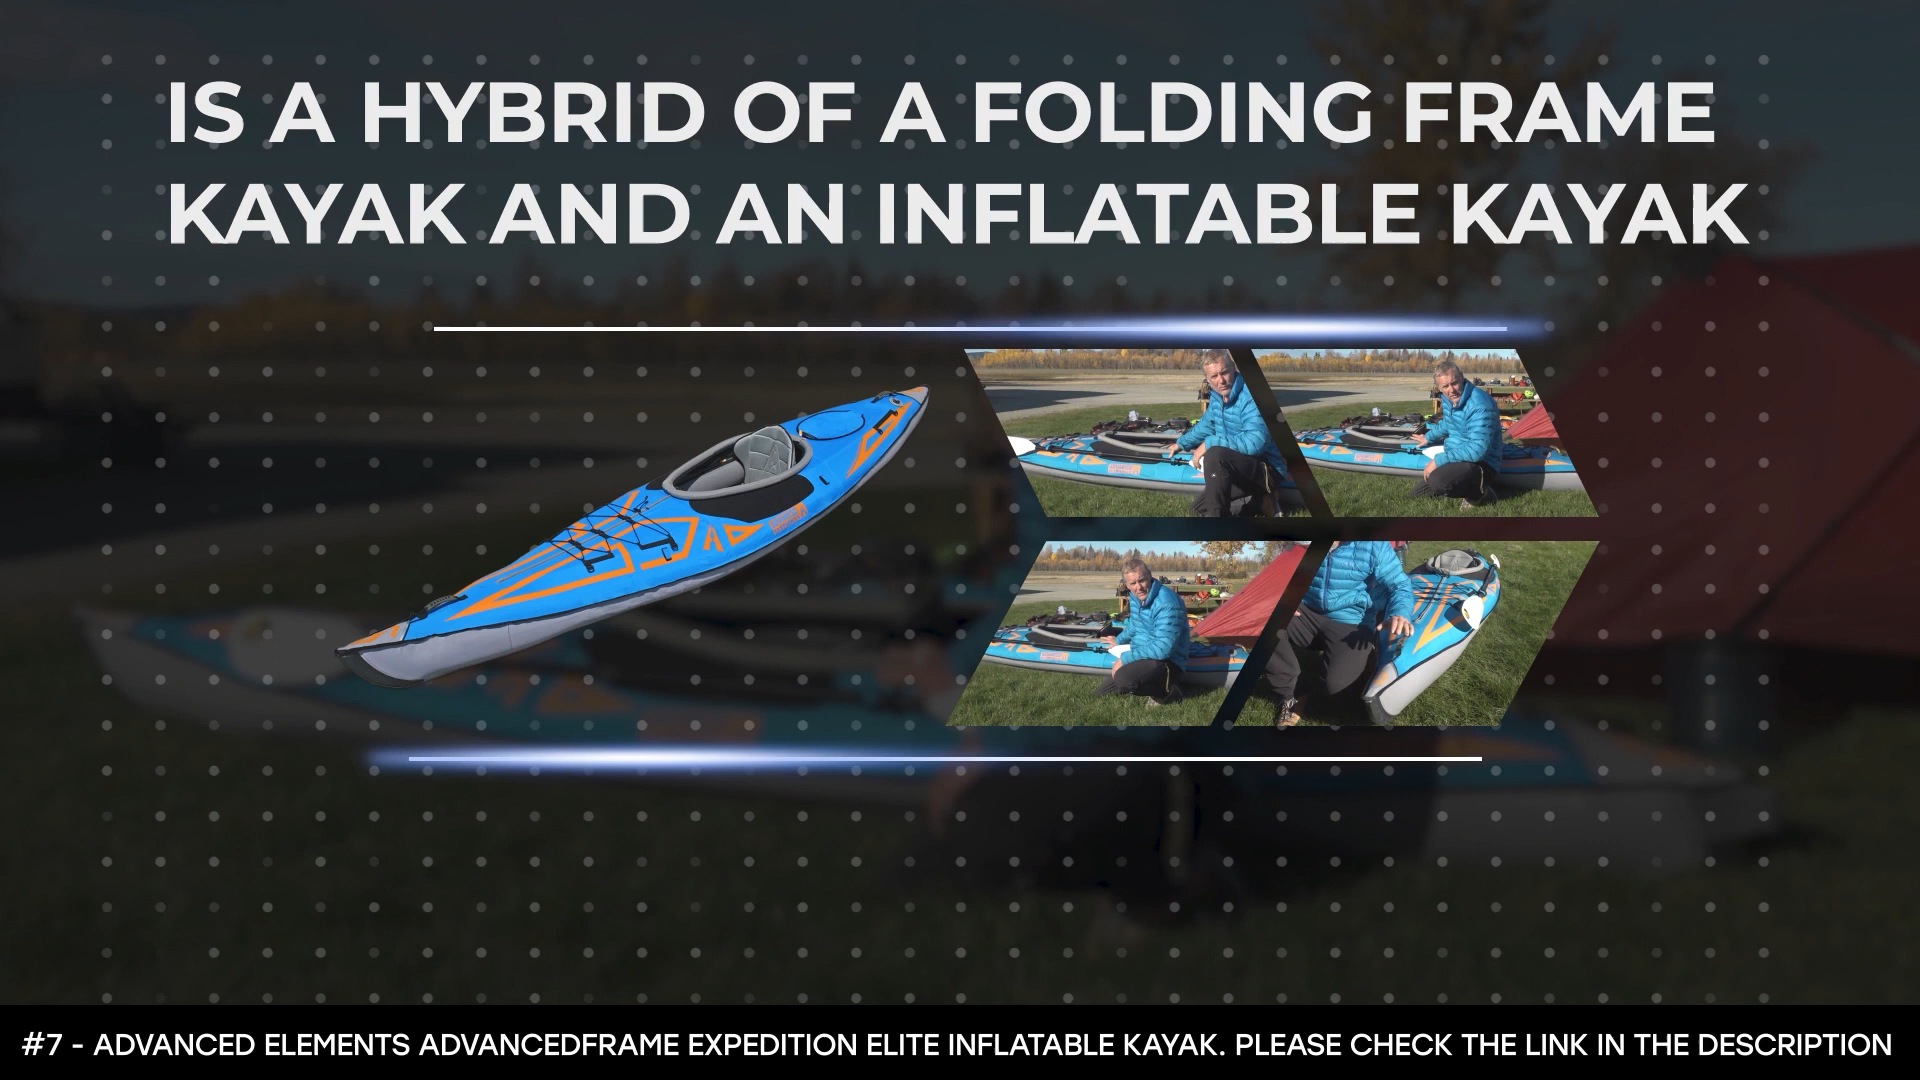 IS A HYBRID OF A FOLDING FRAME
KAYAK AND AN INFLATABLE KAYAK
#7 - ADVANCED ELEMENTS ADVANCEDFRAME EXPEDITION ELITE INFLATABLE KAYAK. PLEASE CHECK THE LINK IN THE DESCRIPTION